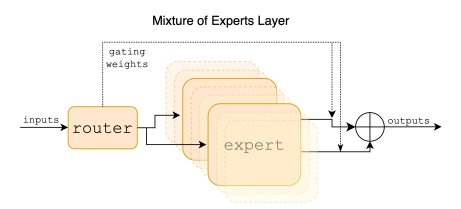 Mixture of Experts Layer
gating
weights
inputs
router
expert
outputs